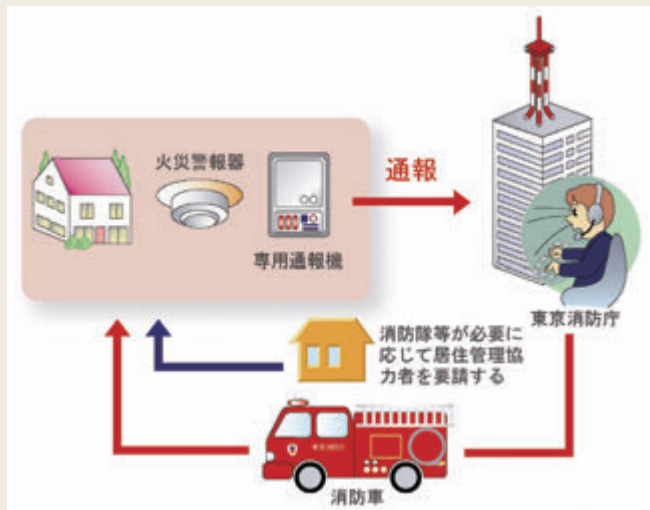 火災警報器
専用通報機
通報
東京消防庁
消防隊等が必要に
応じて居住管理協
力者を要請する
消防車